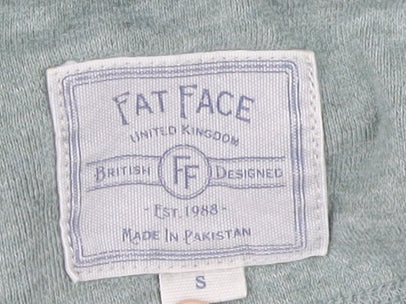 FAT FACE
UNITED KINGDOM
BRITISH FF DESIGNED
- EST. 1988 -
MADE IN PAKISTAN
S